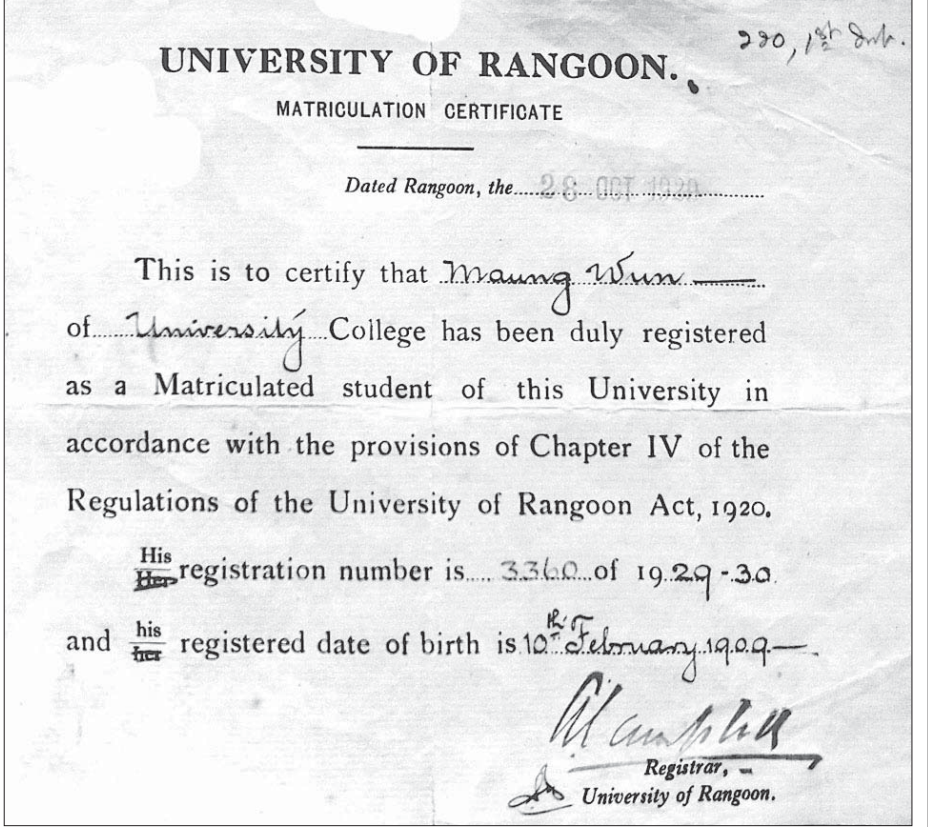 220, 1st Int.
UNIVERSITY OF RANGOON.
MATRICULATION CERTIFICATE
Dated Rangoon, the 28 OCT 1929
This is to certify that Maung Wun
of University College has been duly registered
as a Matriculated student of this University in
accordance with the provisions of Chapter IV of the
Regulations of the University of Rangoon Act, 1920.
His
Her registration number is 3360 of 1929-30
and his
her registered date of birth is 10th February 1909.
Registrar,
University of Rangoon.